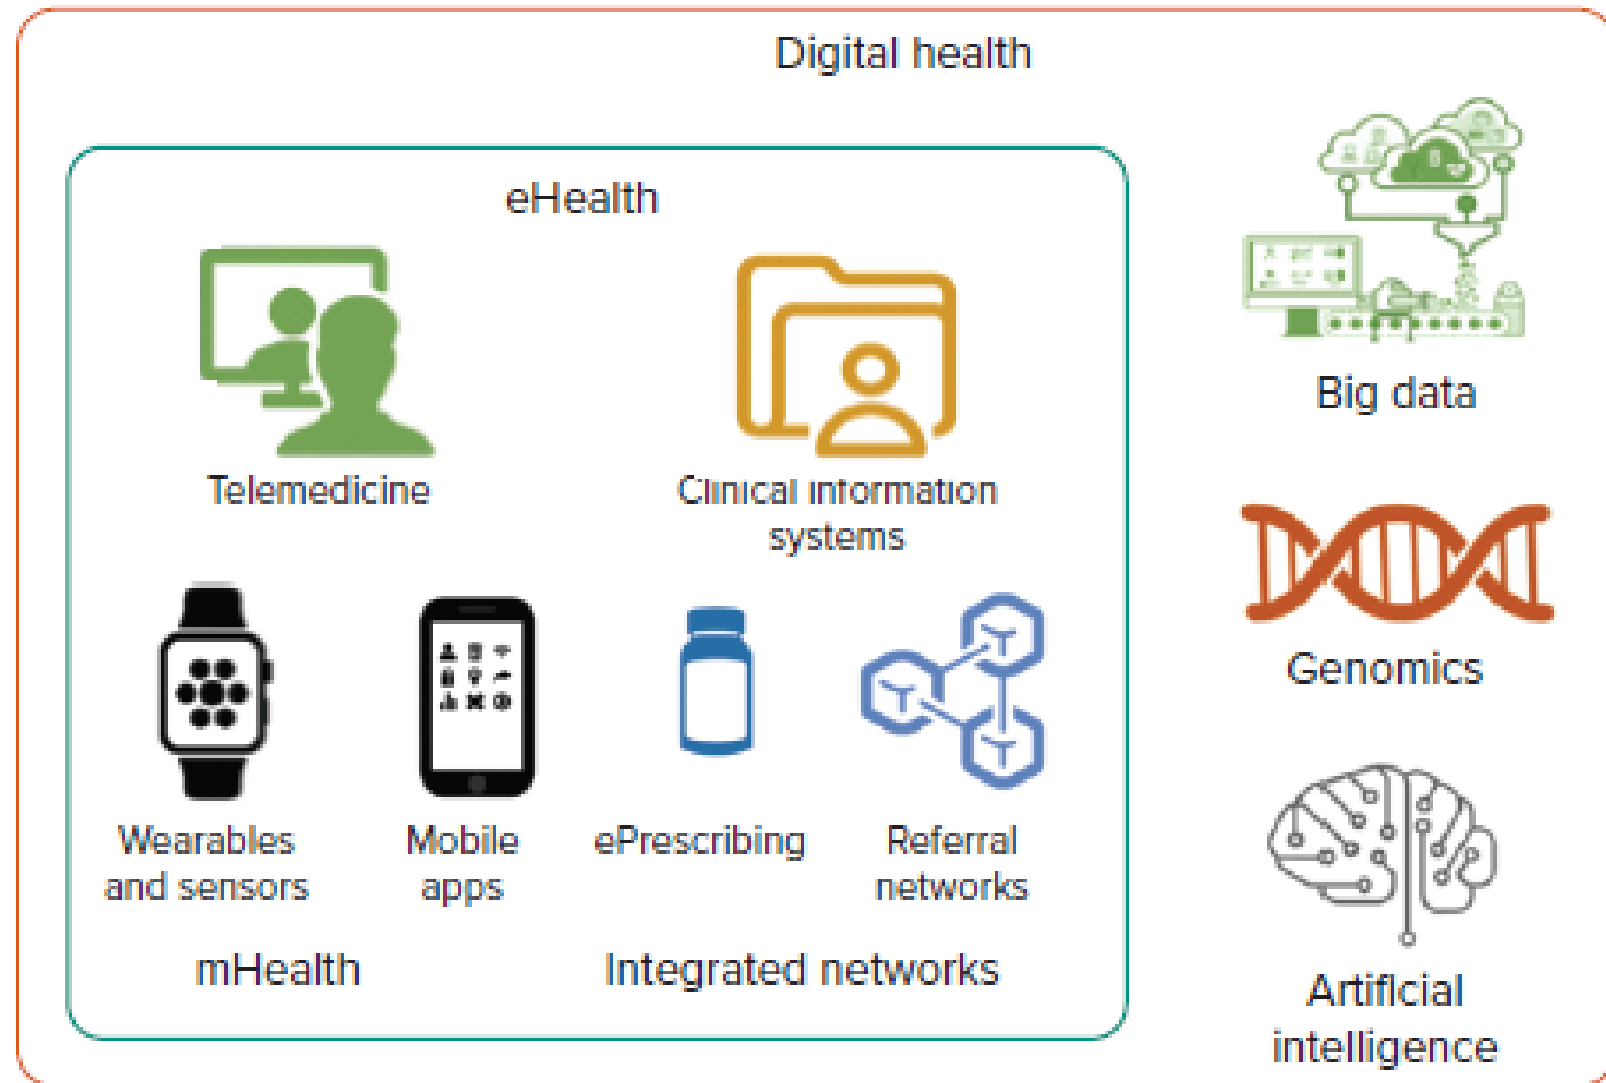 Digital health
eHealth
Telemedicine
Clinical information
systems
Wearables
and sensors
Mobile
apps
ePrescribing
Referral
networks
mHealth
Integrated networks
Big data
Genomics
Artificial
intelligence